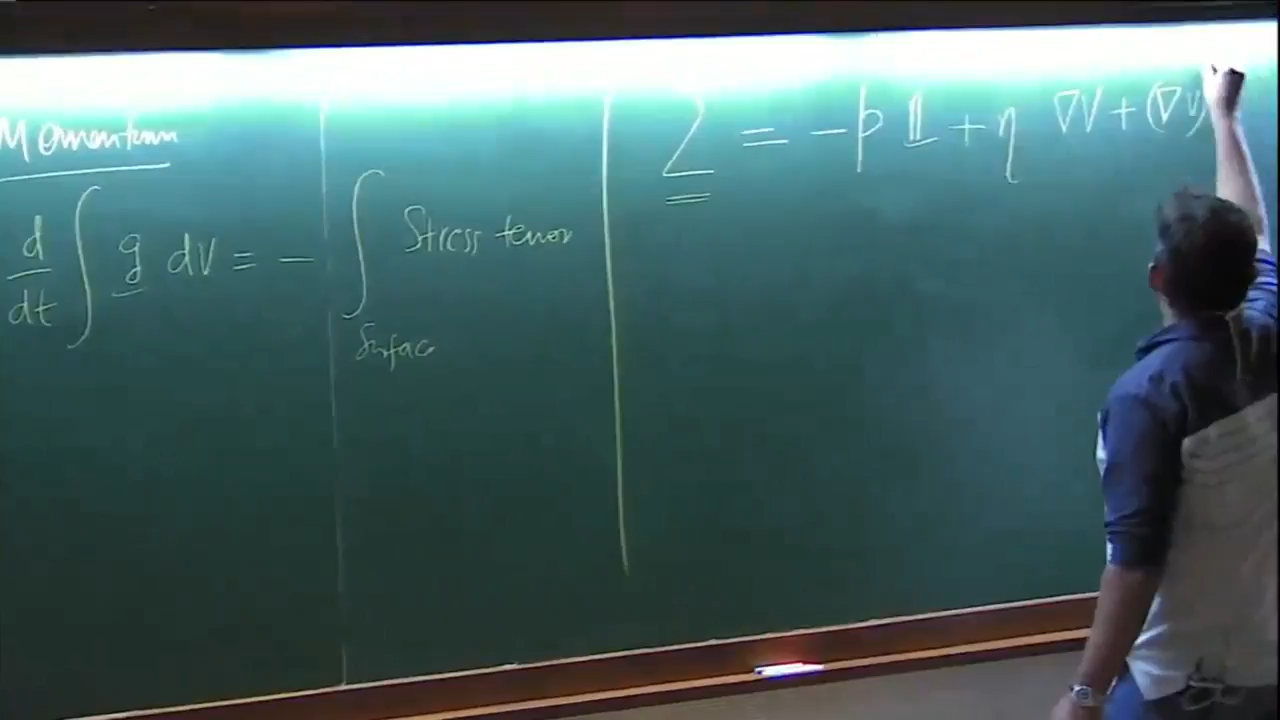 Momentum
d/dt ∫ g dV = - ∫ Stress tensor
Surface
Σ = -p 𝟙 + η ∇v + (∇v)